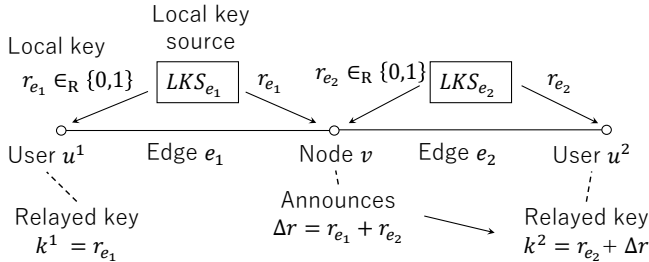 Local key
source
Local key
r_{e_1} ∈_R {0,1}
LKS_{e_1}
r_{e_1}
r_{e_2} ∈_R {0,1}
LKS_{e_2}
r_{e_2}
User u^1
Edge e_1
Node v
Edge e_2
User u^2
Announces
Δr = r_{e_1} + r_{e_2}
Relayed key
k^1 = r_{e_1}
Relayed key
k^2 = r_{e_2} + Δr